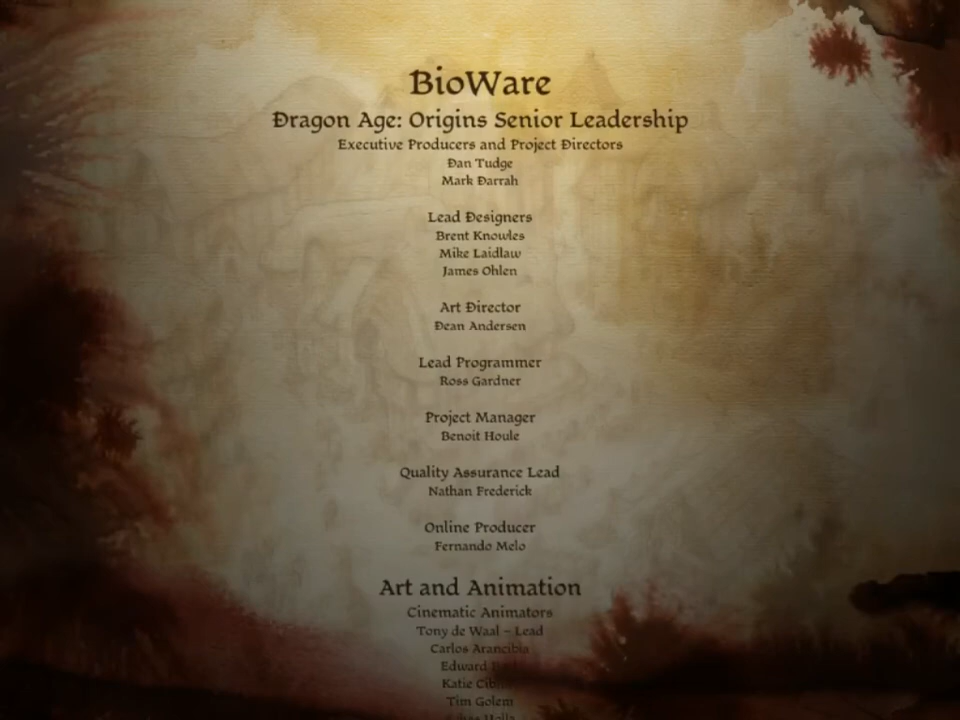 BioWare
Dragon Age: Origins Senior Leadership
Executive Producers and Project Directors
Dan Tudge
Mark Darrah
Lead Designers
Brent Knowles
Mike Laidlaw
James Ohlen
Art Director
Dean Andersen
Lead Programmer
Ross Gardner
Project Manager
Benoit Houle
Quality Assurance Lead
Nathan Frederick
Online Producer
Fernando Melo
Art and Animation
Cinematic Animators
Tony de Waal – Lead
Carlos Arancibia
Edward
Katie
Tim Golem